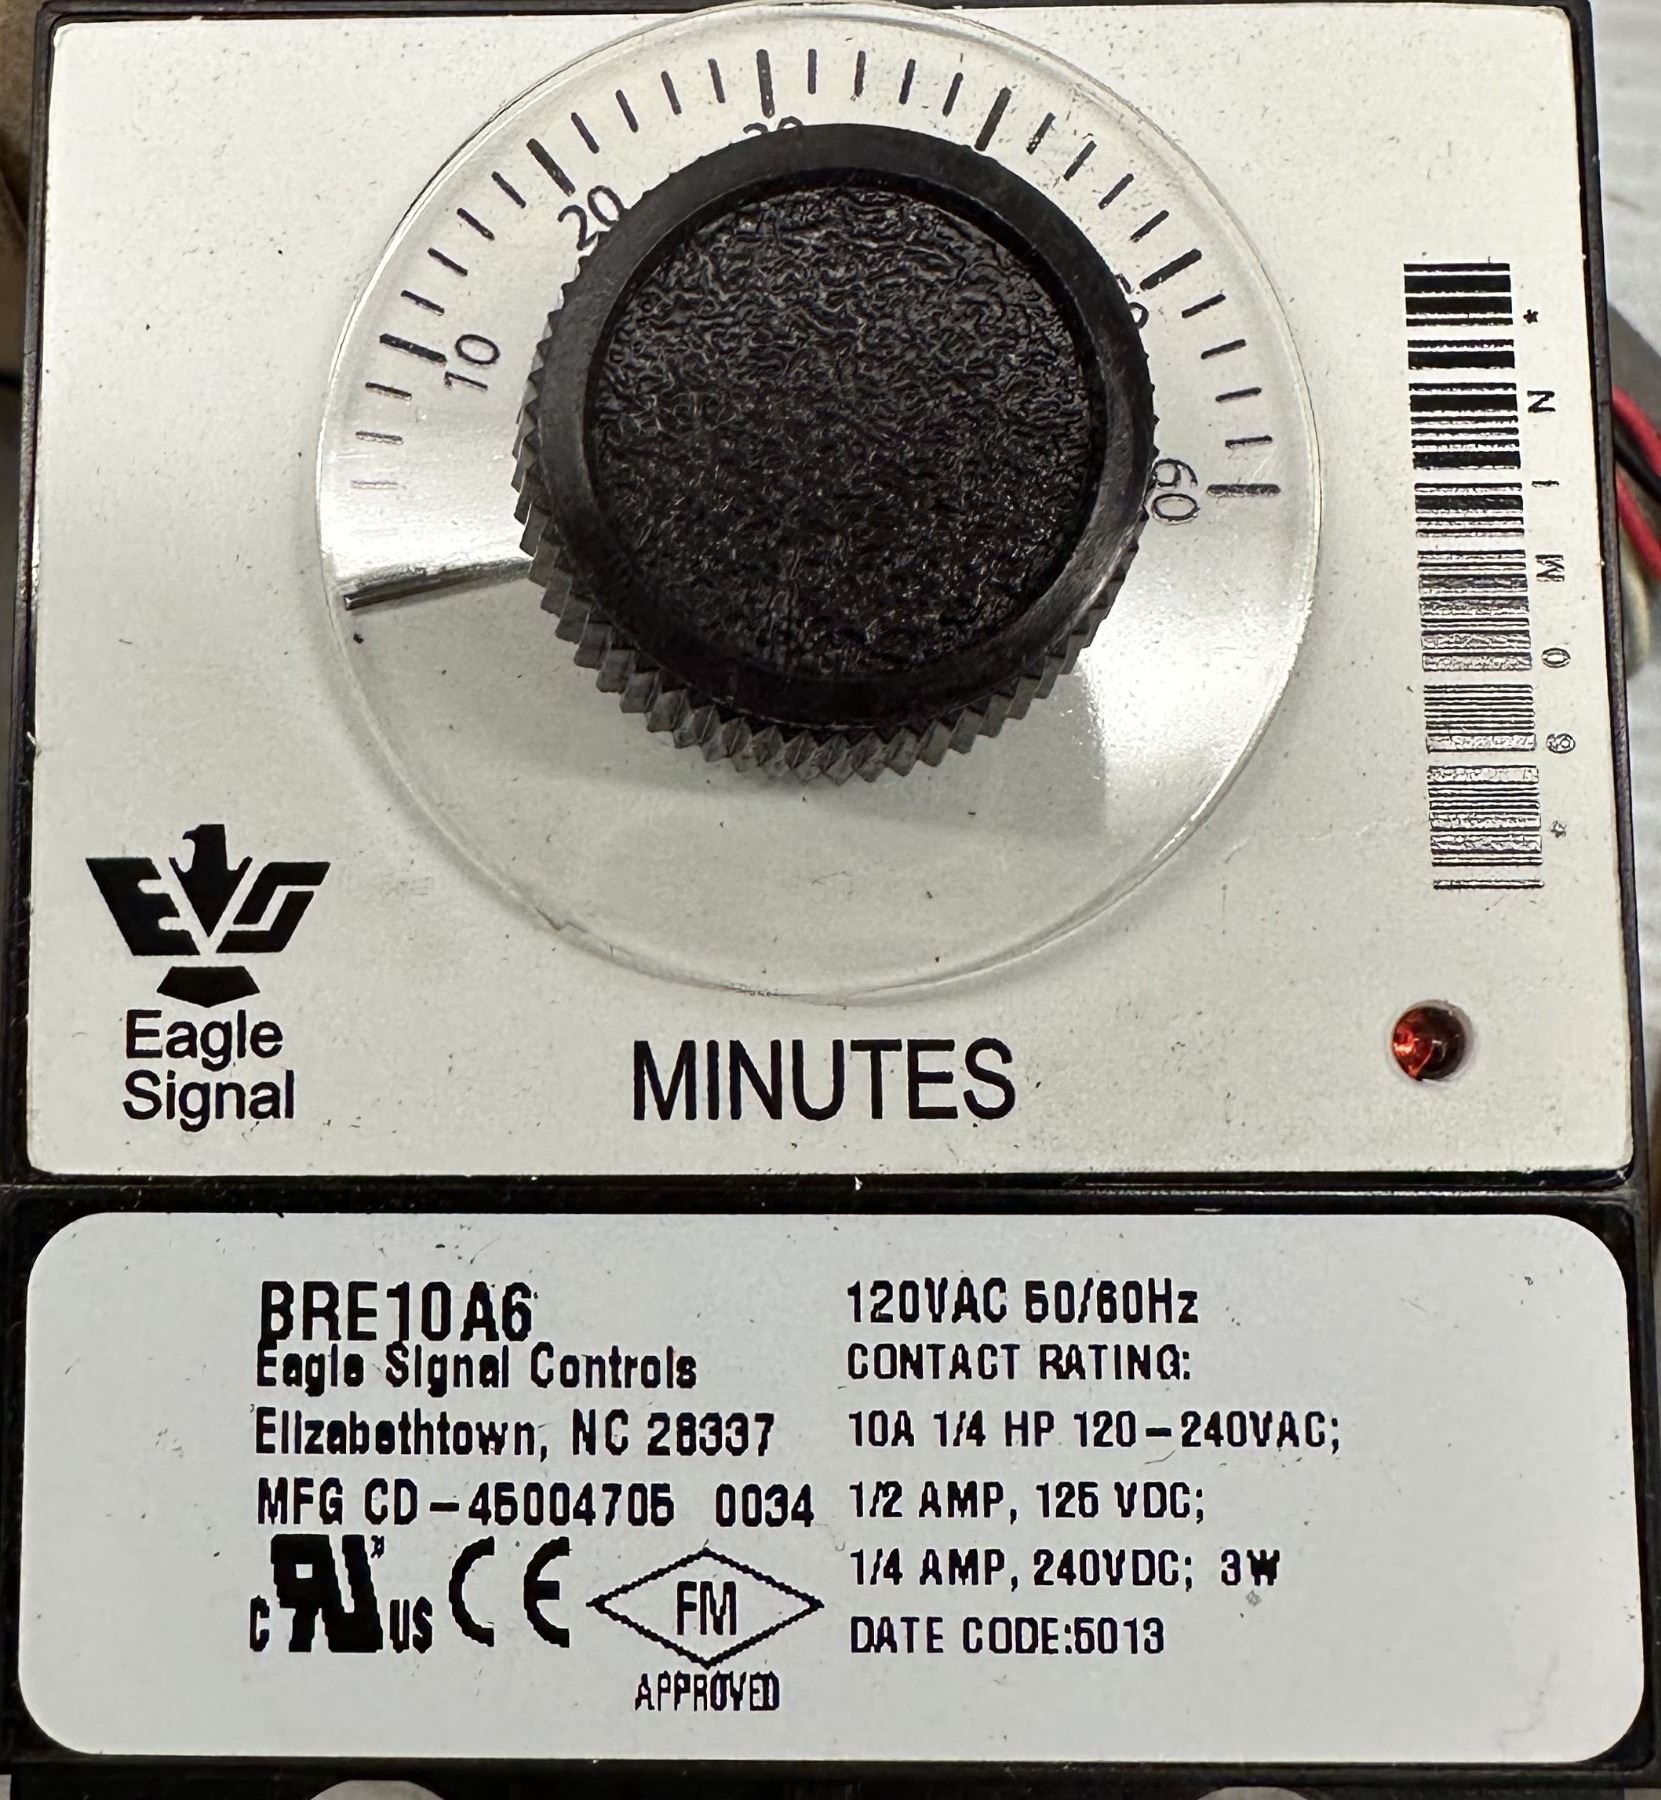 10
20
30
60
* N I M O 6 *
Eagle
Signal
MINUTES
BRE10A6
Eagle Signal Controls
Elizabethtown, NC 28337
MFG CD-45004705 0034
C US CE
FM
APPROVED
120VAC 50/60Hz
CONTACT RATING:
10A 1/4 HP 120-240VAC;
1/2 AMP, 125 VDC;
1/4 AMP, 240VDC; 3W
DATE CODE:5013